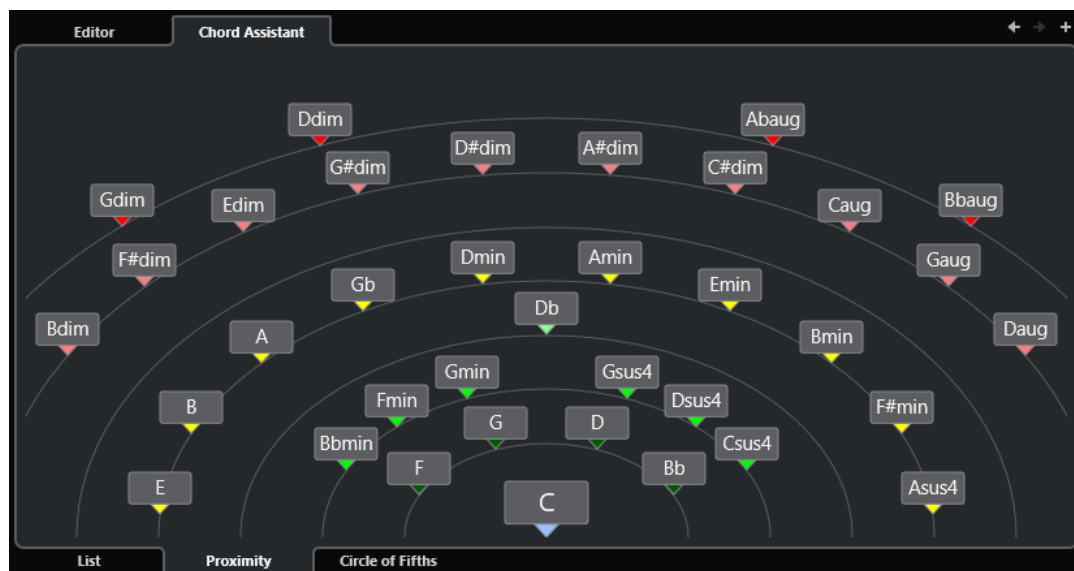 Editor Chord Assistant
Ddim Abaug
D#dim A#dim
G#dim C#dim
Gdim Edim Caug Bbaug
F#dim Gaug
Dmin Amin
Gb Emin
Db
Bdim A Bmin Daug
Gmin Gsus4
Fmin Dsus4
B F#min
G D
Bbmin Csus4
F Bb
E Asus4
C
List Proximity Circle of Fifths